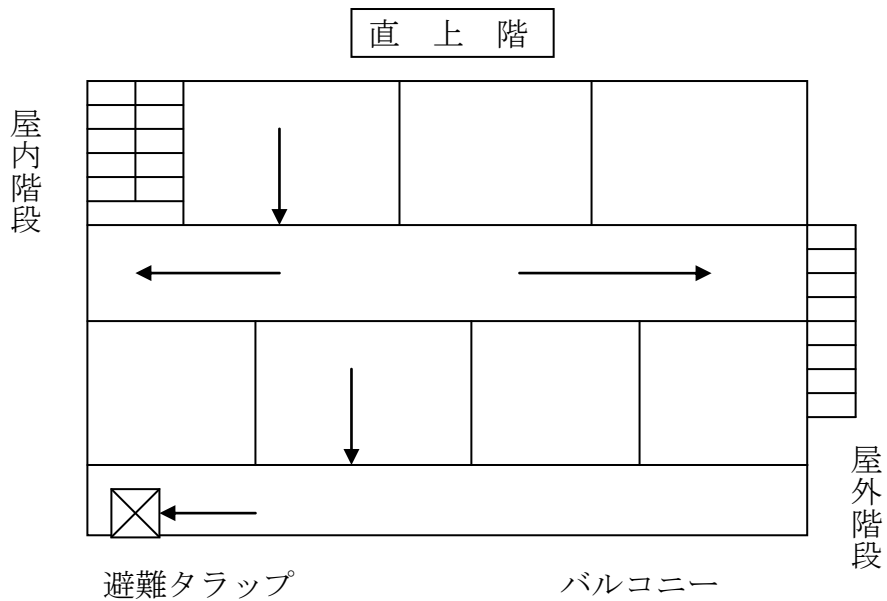 直 上 階
屋内階段
屋外階段
避難タラップ
バルコニー